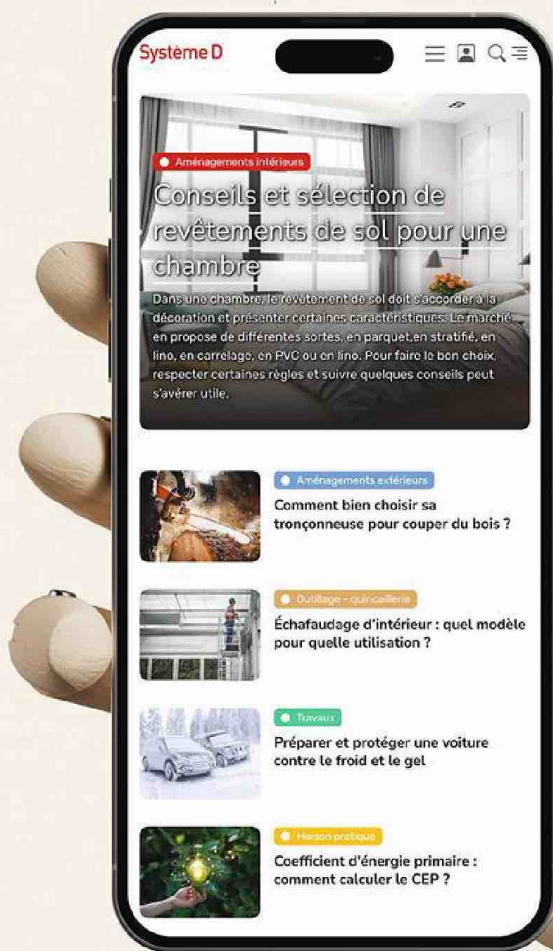 Système D
Aménagements intérieurs
Conseils et sélection de
revêtements de sol pour une
chambre
Dans une chambre, le revêtement de sol doit s'accorder à la
décoration et présenter certaines caractéristiques. Le marché
en propose de différentes sortes, en parquet,en stratifié, en
lino, en carrelage, en PVC ou en lino. Pour faire le bon choix,
respecter certaines règles et suivre quelques conseils peut
s'avérer utile.
Aménagements extérieurs
Comment bien choisir sa
tronçonneuse pour couper du bois ?
Outillage - quincaillerie
Échafaudage d'intérieur : quel modèle
pour quelle utilisation ?
Travaux
Préparer et protéger une voiture
contre le froid et le gel
pratique
Coefficient d'énergie primaire :
comment calculer le CEP ?